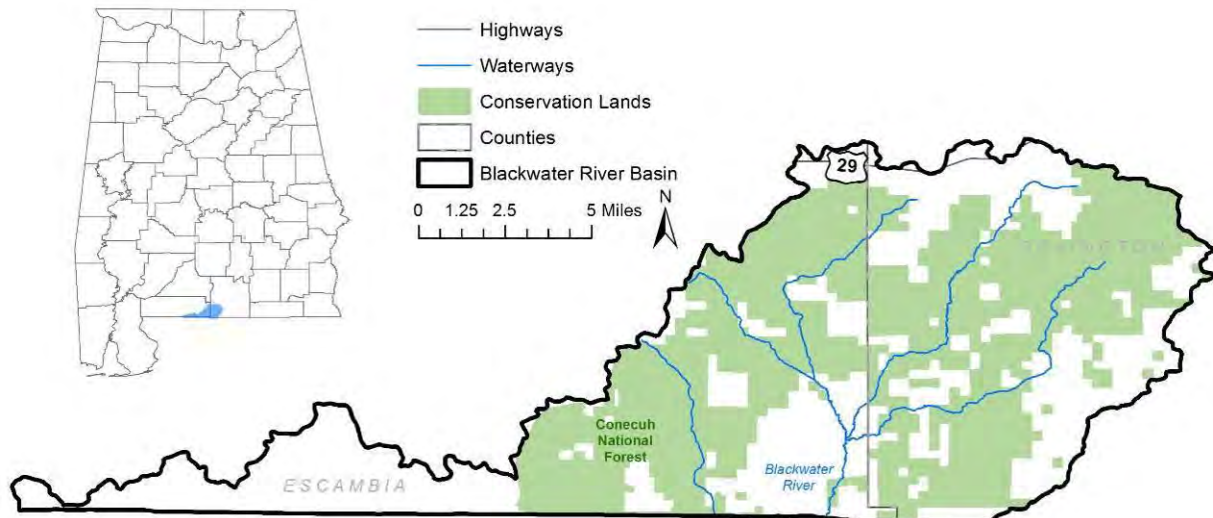 Highways
Waterways
Conservation Lands
Counties
Blackwater River Basin
0 1.25 2.5 5 Miles
N
29
COVINGTON
Conecuh
National
Forest
Blackwater
River
ESCAMBIA